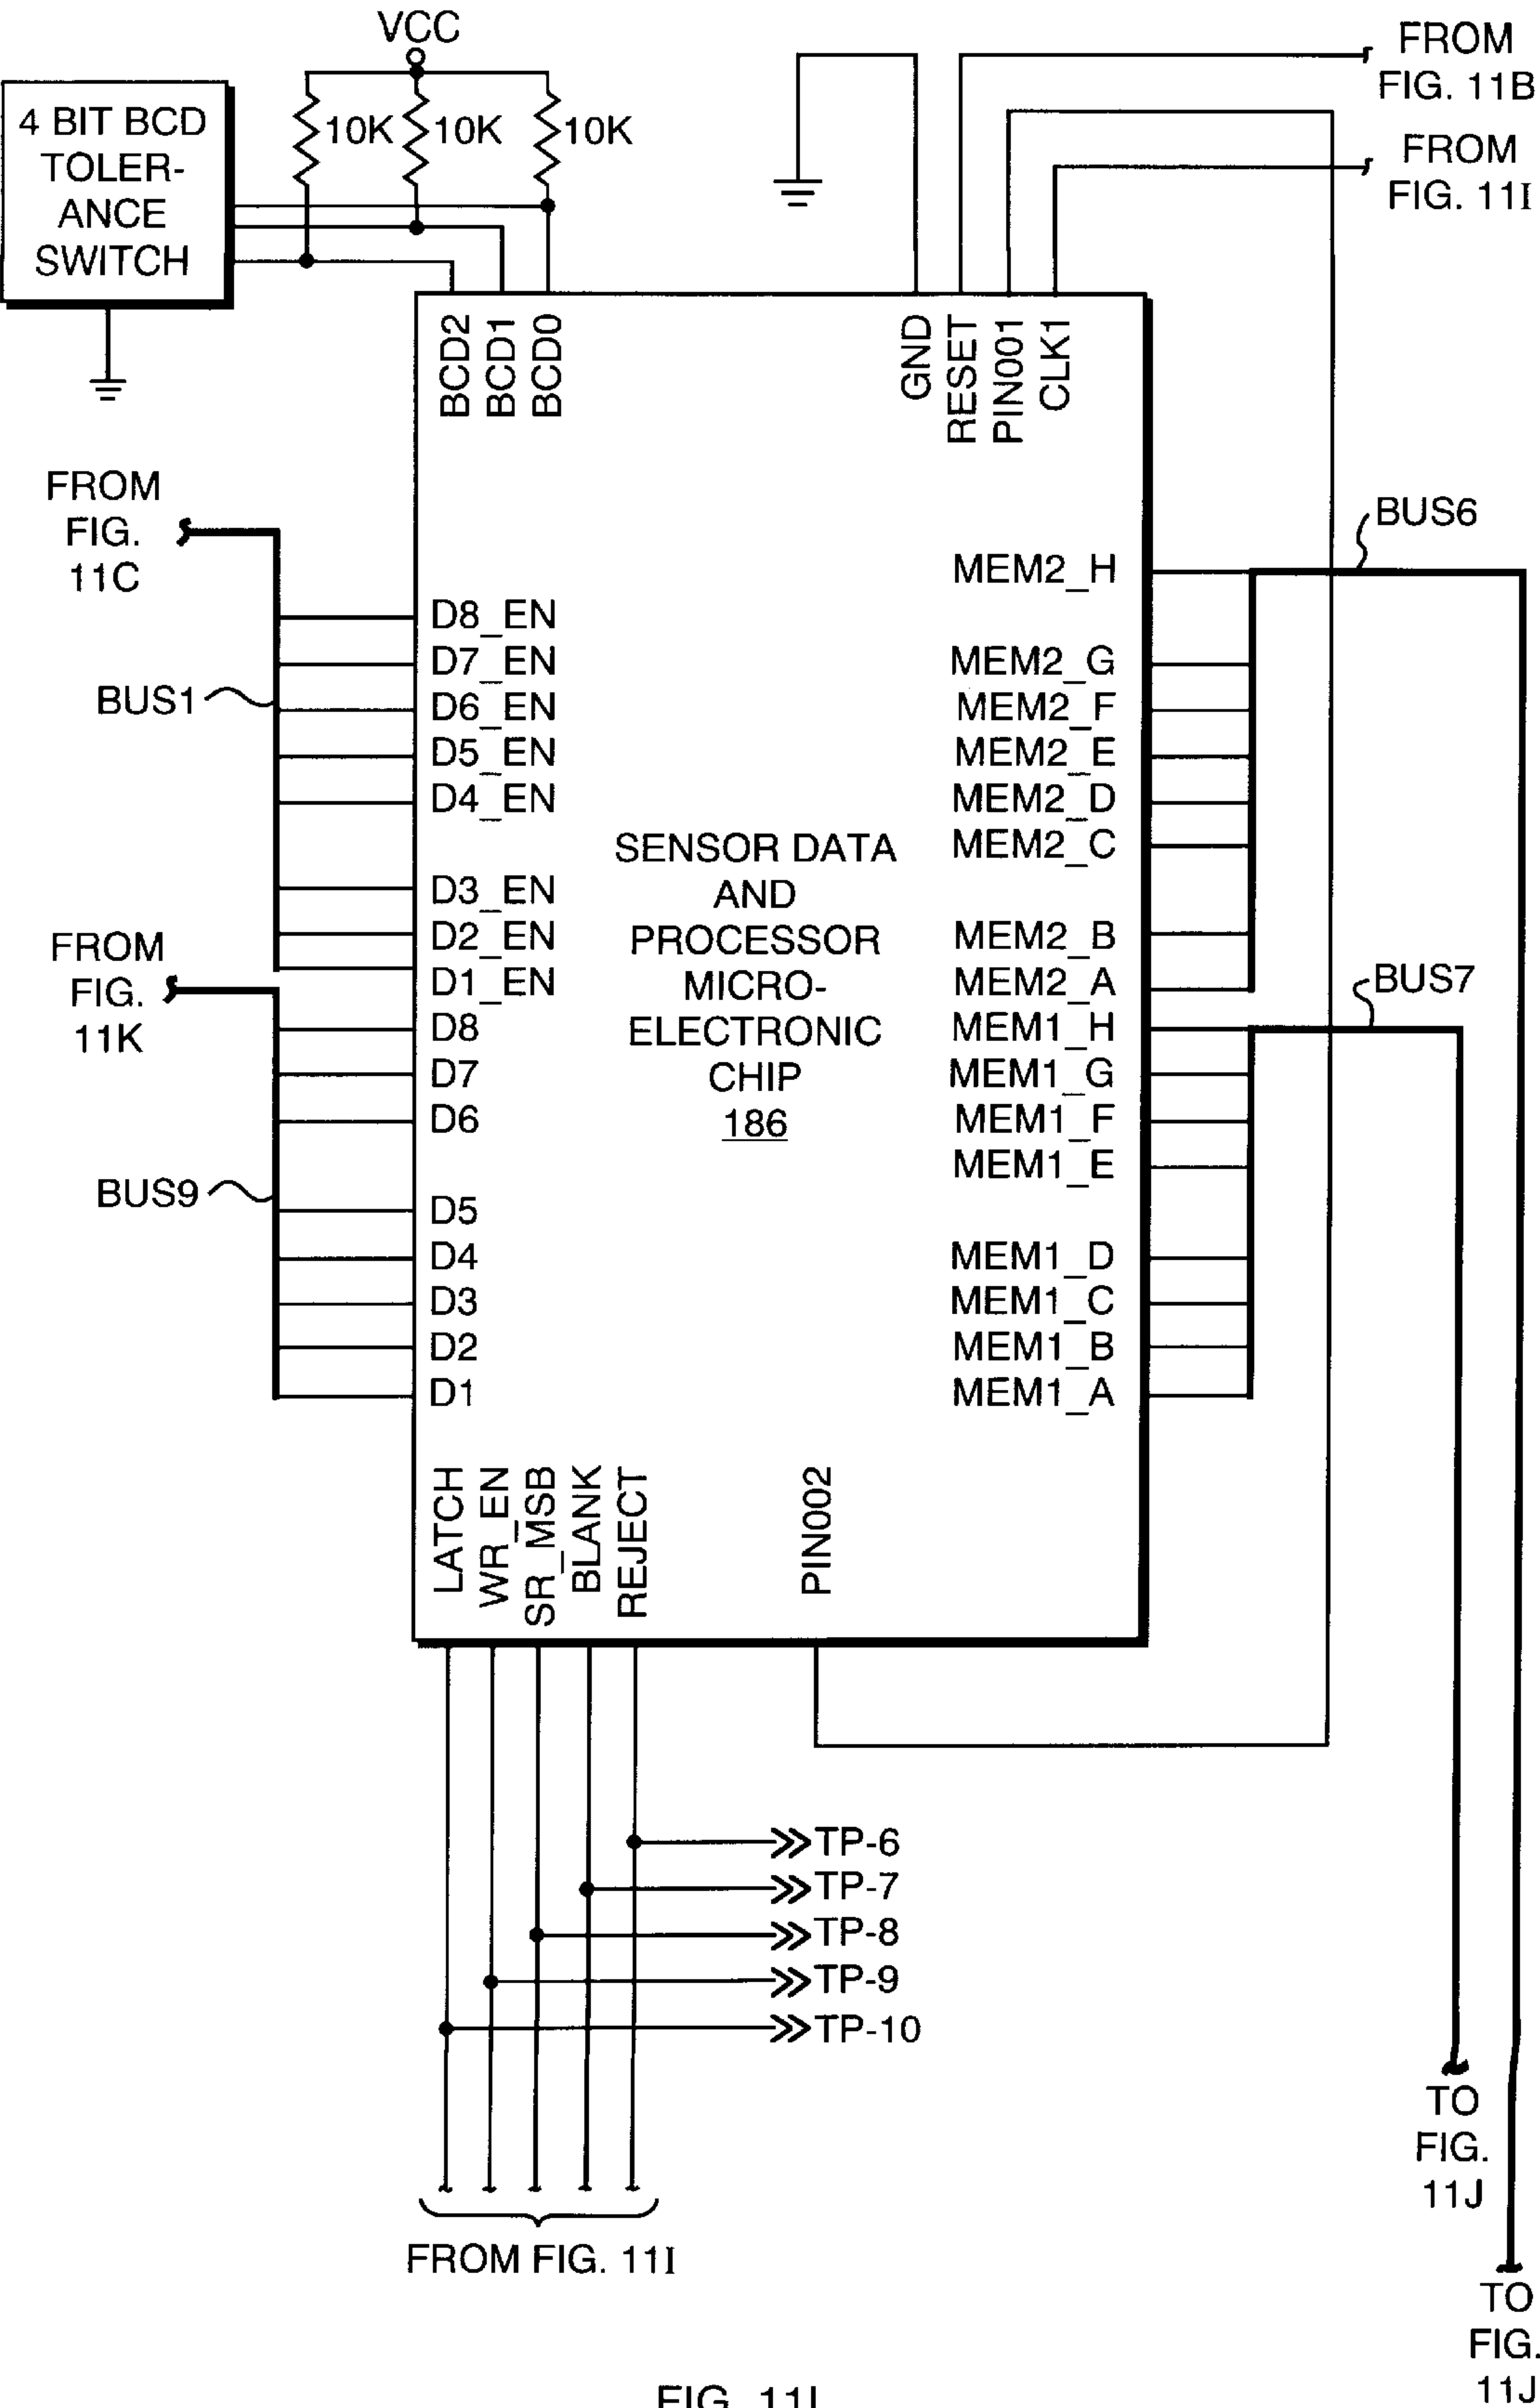 VCC
4 BIT BCD
TOLER-
ANCE
SWITCH
10K
10K
10K
FROM
FIG. 11B
FROM
FIG. 11I
BCD2
BCD1
BCD0
GND
RESET
PIN001
CLK1
FROM
FIG.
11C
BUS1
D8_EN
D7_EN
D6_EN
D5_EN
D4_EN
D3_EN
D2_EN
D1_EN
FROM
FIG.
11K
BUS9
D8
D7
D6
D5
D4
D3
D2
D1
SENSOR DATA
AND
PROCESSOR
MICRO-
ELECTRONIC
CHIP
186
MEM2_H
MEM2_G
MEM2_F
MEM2_E
MEM2_D
MEM2_C
MEM2_B
MEM2_A
MEM1_H
MEM1_G
MEM1_F
MEM1_E
MEM1_D
MEM1_C
MEM1_B
MEM1_A
BUS6
BUS7
LATCH
WR_EN
SR_MSB
BLANK
REJECT
PIN002
TP-6
TP-7
TP-8
TP-9
TP-10
FROM FIG. 11I
TO
FIG.
11J
TO
FIG.
11J